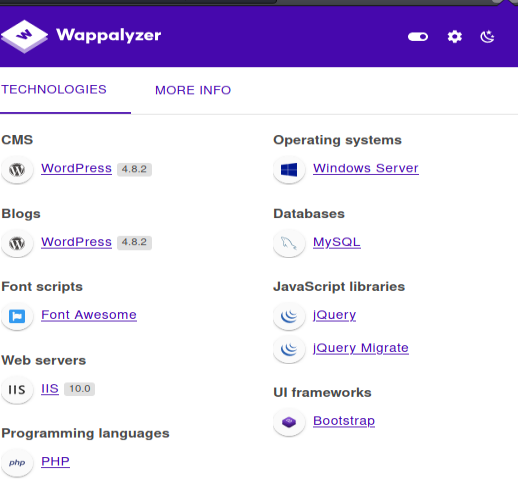 Wappalyzer
TECHNOLOGIES
MORE INFO
CMS
WordPress 4.8.2
Blogs
WordPress 4.8.2
Font scripts
Font Awesome
Web servers
IIS IIS 10.0
Programming languages
php PHP
Operating systems
Windows Server
Databases
MySQL
JavaScript libraries
jQuery
jQuery Migrate
UI frameworks
Bootstrap